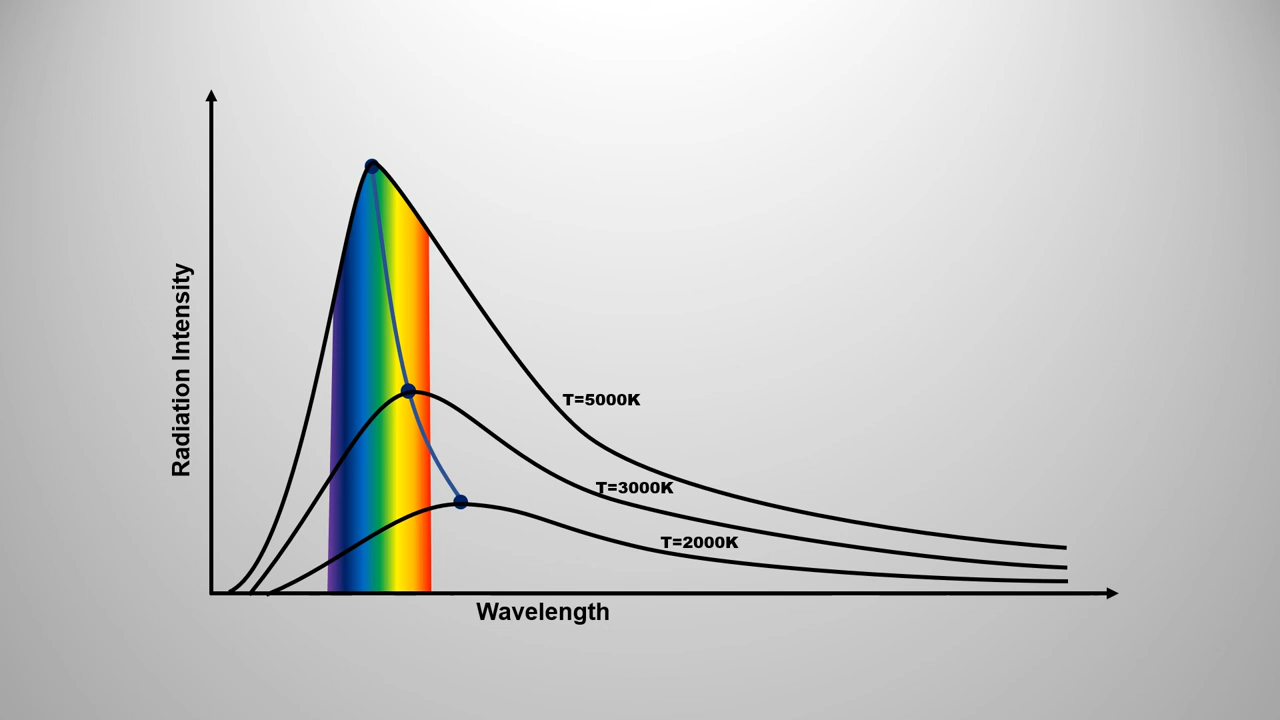 Radiation Intensity
T=5000K
T=3000K
T=2000K
Wavelength